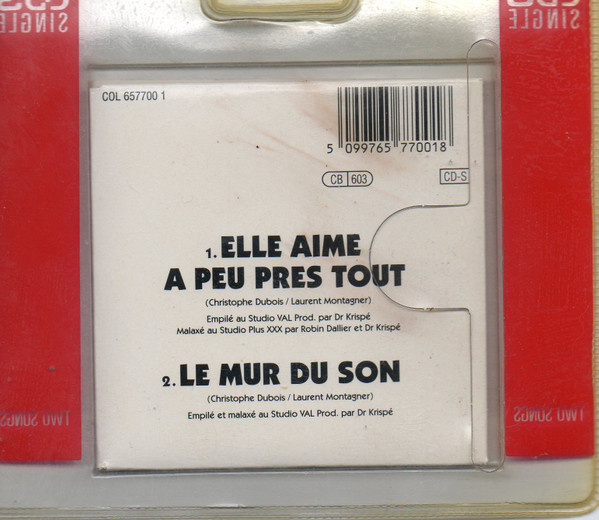 CDS
SINGLE
CDS
SINGLE
COL 657700 1
5 099765 770018
CB 603
CD-S
1. ELLE AIME
A PEU PRES TOUT
(Christophe Dubois / Laurent Montagner)
Empilé au Studio VAL Prod. par Dr Krispé
Malaxé au Studio Plus XXX par Robin Dallier et Dr Krispé
2. LE MUR DU SON
(Christophe Dubois / Laurent Montagner)
Empilé et malaxé au Studio VAL Prod. par Dr Krispé
TWO SONGS
TWO SONGS